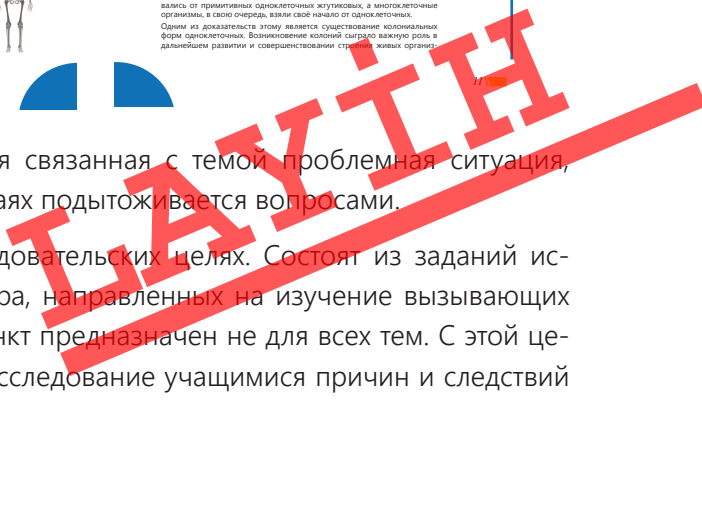 вались от примитивных одноклеточных жгутиковых, а многоклеточные
организмы, в свою очередь, взяли своё начало от одноклеточных.
Одним из доказательств этому является существование колониальных
форм одноклеточных. Возникновение колоний сыграло важную роль в
дальнейшем развитии и совершенствовании строения живых организ-
я связанная с темой проблемная ситуация,
аях подытоживается вопросами.
довательских целях. Состоят из заданий ис-
ра, направленных на изучение вызывающих
нкт предназначен не для всех тем. С этой це-
сследование учащимися причин и следствий
LAYİH